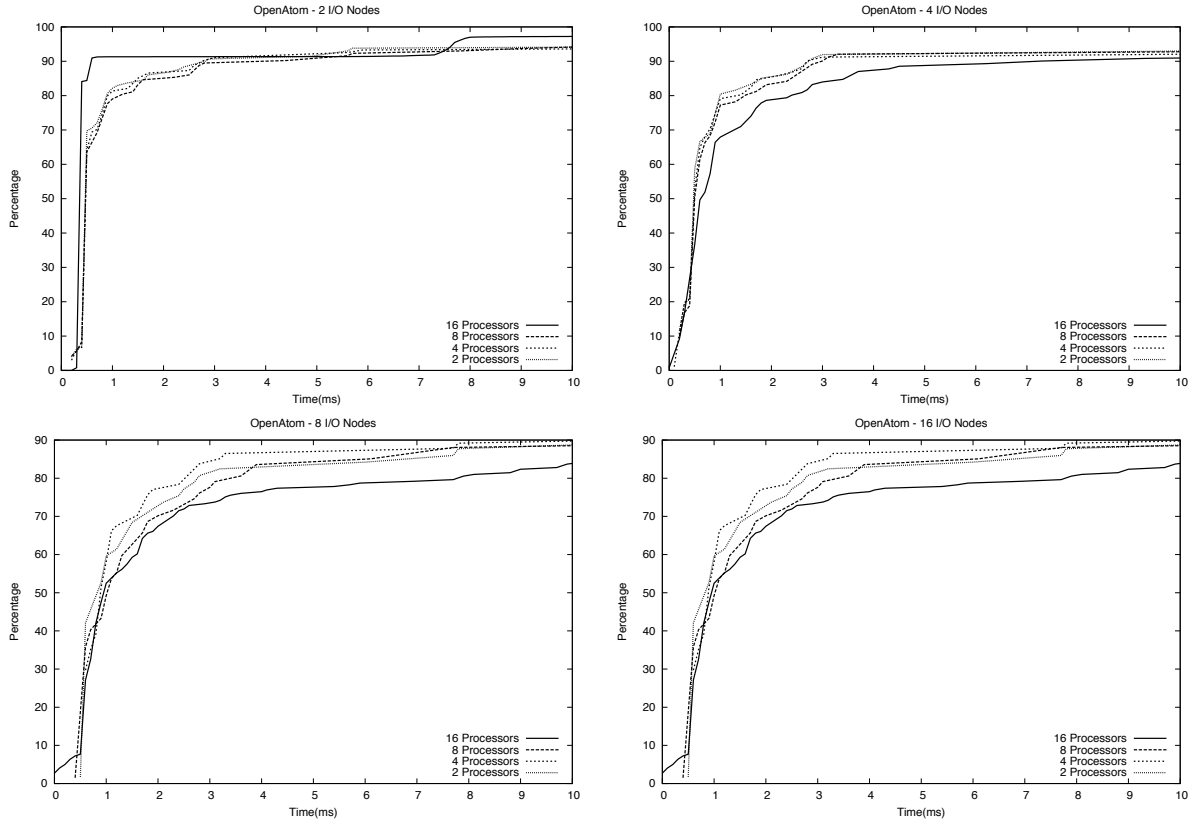 OpenAtom - 2 I/O Nodes
100
90
80
70
60
50
40
30
20
10
0
Percentage
16 Processors
8 Processors
4 Processors
2 Processors
0 1 2 3 4 5 6 7 8 9 10
Time(ms)
OpenAtom - 4 I/O Nodes
100
90
80
70
60
50
40
30
20
10
0
Percentage
16 Processors
8 Processors
4 Processors
2 Processors
0 1 2 3 4 5 6 7 8 9 10
Time(ms)
OpenAtom - 8 I/O Nodes
90
80
70
60
50
40
30
20
10
0
Percentage
16 Processors
8 Processors
4 Processors
2 Processors
0 1 2 3 4 5 6 7 8 9 10
Time(ms)
OpenAtom - 16 I/O Nodes
90
80
70
60
50
40
30
20
10
0
Percentage
16 Processors
8 Processors
4 Processors
2 Processors
0 1 2 3 4 5 6 7 8 9 10
Time(ms)